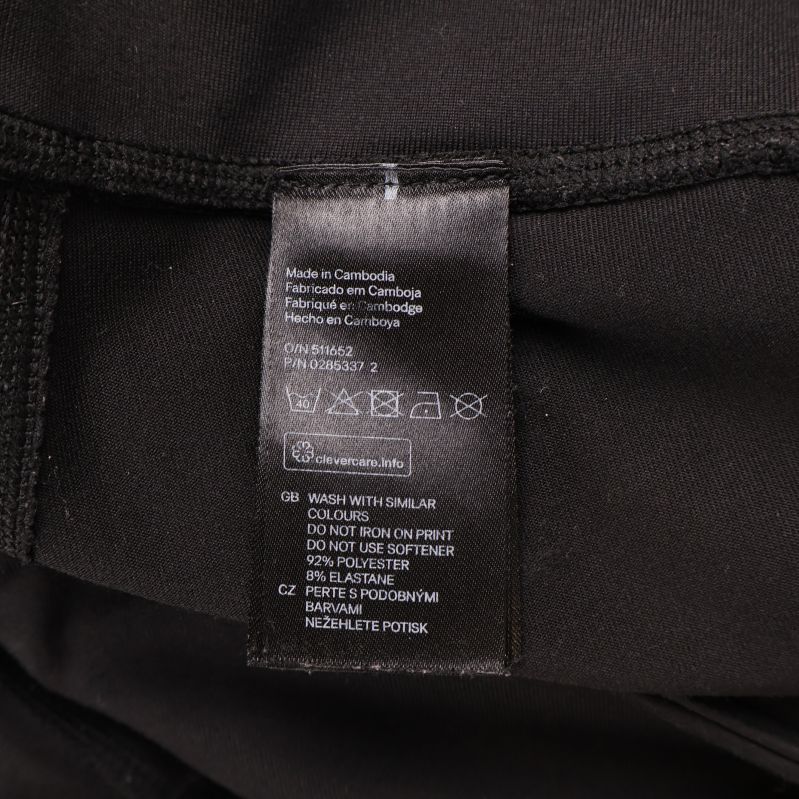 Made in Cambodia
Fabricado em Camboja
Fabriqué en Cambodge
Hecho en Camboya
O/N 511652
P/N 0285337 2
40
clevercare.info
GB WASH WITH SIMILAR
COLOURS
DO NOT IRON ON PRINT
DO NOT USE SOFTENER
92% POLYESTER
8% ELASTANE
CZ PERTE S PODOBNÝMI
BARVAMI
NEŽEHLETE POTISK